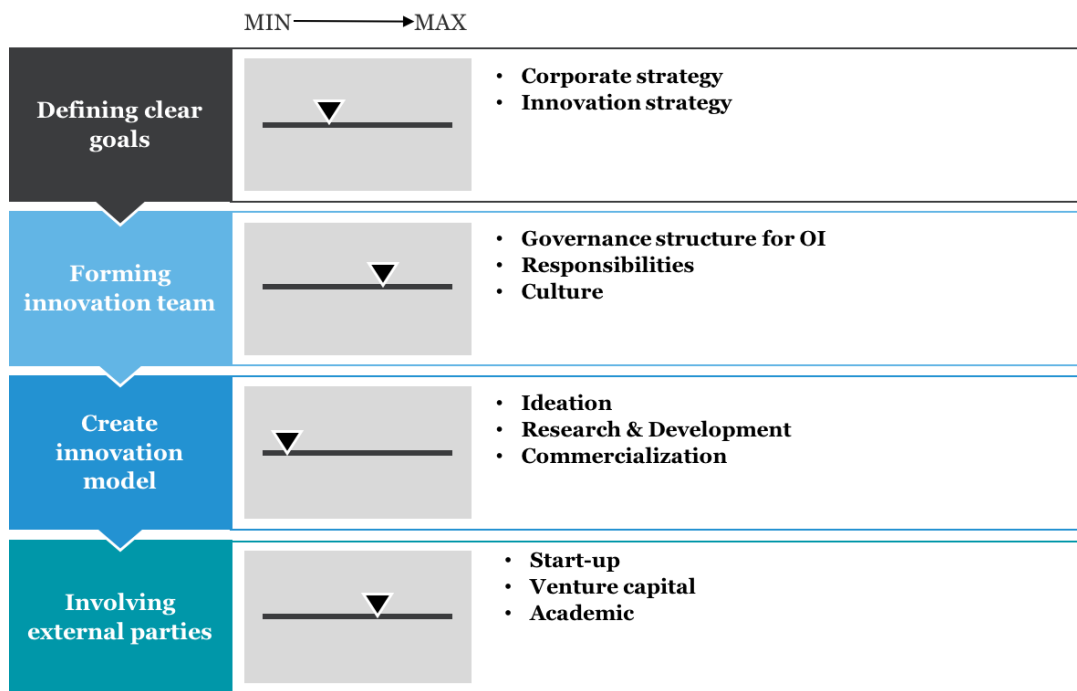 MIN MAX
Defining clear
goals
• Corporate strategy
• Innovation strategy
Forming
innovation team
• Governance structure for OI
• Responsibilities
• Culture
Create
innovation
model
• Ideation
• Research & Development
• Commercialization
Involving
external parties
• Start-up
• Venture capital
• Academic